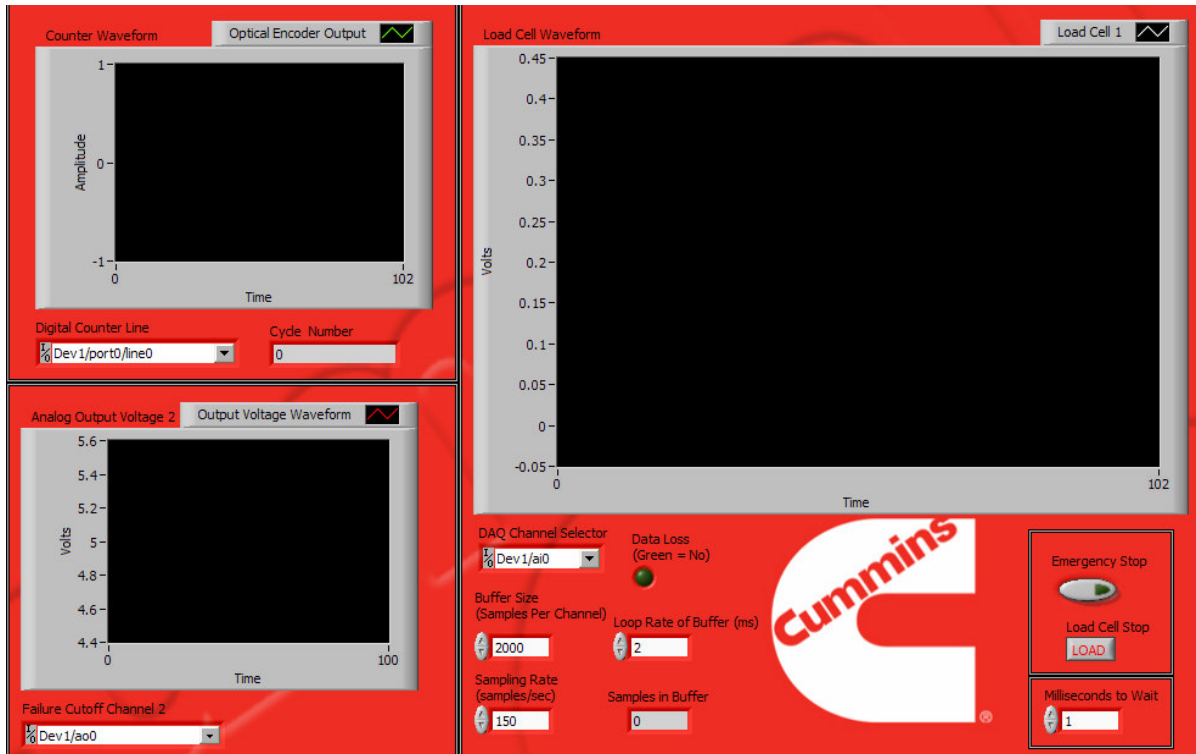 Counter Waveform
Optical Encoder Output
1
0
-1
Amplitude
0
102
Time
Digital Counter Line
Dev1/port0/line0
Cycle Number
0
Analog Output Voltage 2
Output Voltage Waveform
5.6
5.4
5.2
5
4.8
4.6
4.4
Volts
0
100
Time
Failure Cutoff Channel 2
Dev1/ao0
Load Cell Waveform
Load Cell 1
0.45
0.4
0.35
0.3
0.25
0.2
0.15
0.1
0.05
0
-0.05
Volts
0
102
Time
DAQ Channel Selector
Dev1/ai0
Data Loss
(Green = No)
Buffer Size
(Samples Per Channel)
2000
Loop Rate of Buffer (ms)
2
Sampling Rate
(samples/sec)
150
Samples in Buffer
0
Cummins
®
Emergency Stop
Load Cell Stop
LOAD
Milliseconds to Wait
1